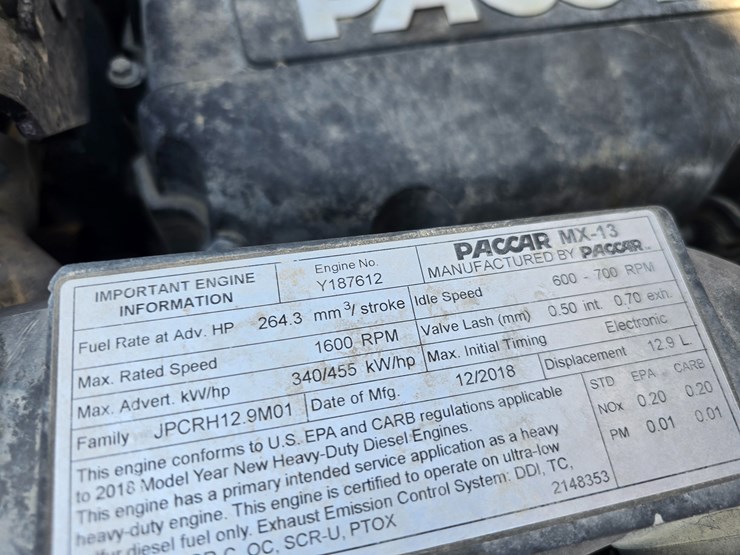 PACCAR
IMPORTANT ENGINE INFORMATION
Engine No. Y187612
PACCAR MX-13
MANUFACTURED BY PACCAR
Fuel Rate at Adv. HP 264.3 mm³/ stroke
Idle Speed 600 - 700 RPM
Max. Rated Speed 1600 RPM
Valve Lash (mm) 0.50 int. 0.70 exh.
Max. Advert. kW/hp 340/455 kW/hp
Max. Initial Timing Electronic
Family JPCRH12.9M01
Date of Mfg. 12/2018
Displacement 12.9 L
This engine conforms to U.S. EPA and CARB regulations applicable
to 2018 Model Year New Heavy-Duty Diesel Engines.
This engine has a primary intended service application as a heavy
heavy-duty engine. This engine is certified to operate on ultra-low
diesel fuel only. Exhaust Emission Control System: DDI, TC,
OC, SCR-U, PTOX
2148353
STD EPA CARB
NOx 0.20 0.20
PM 0.01 0.01